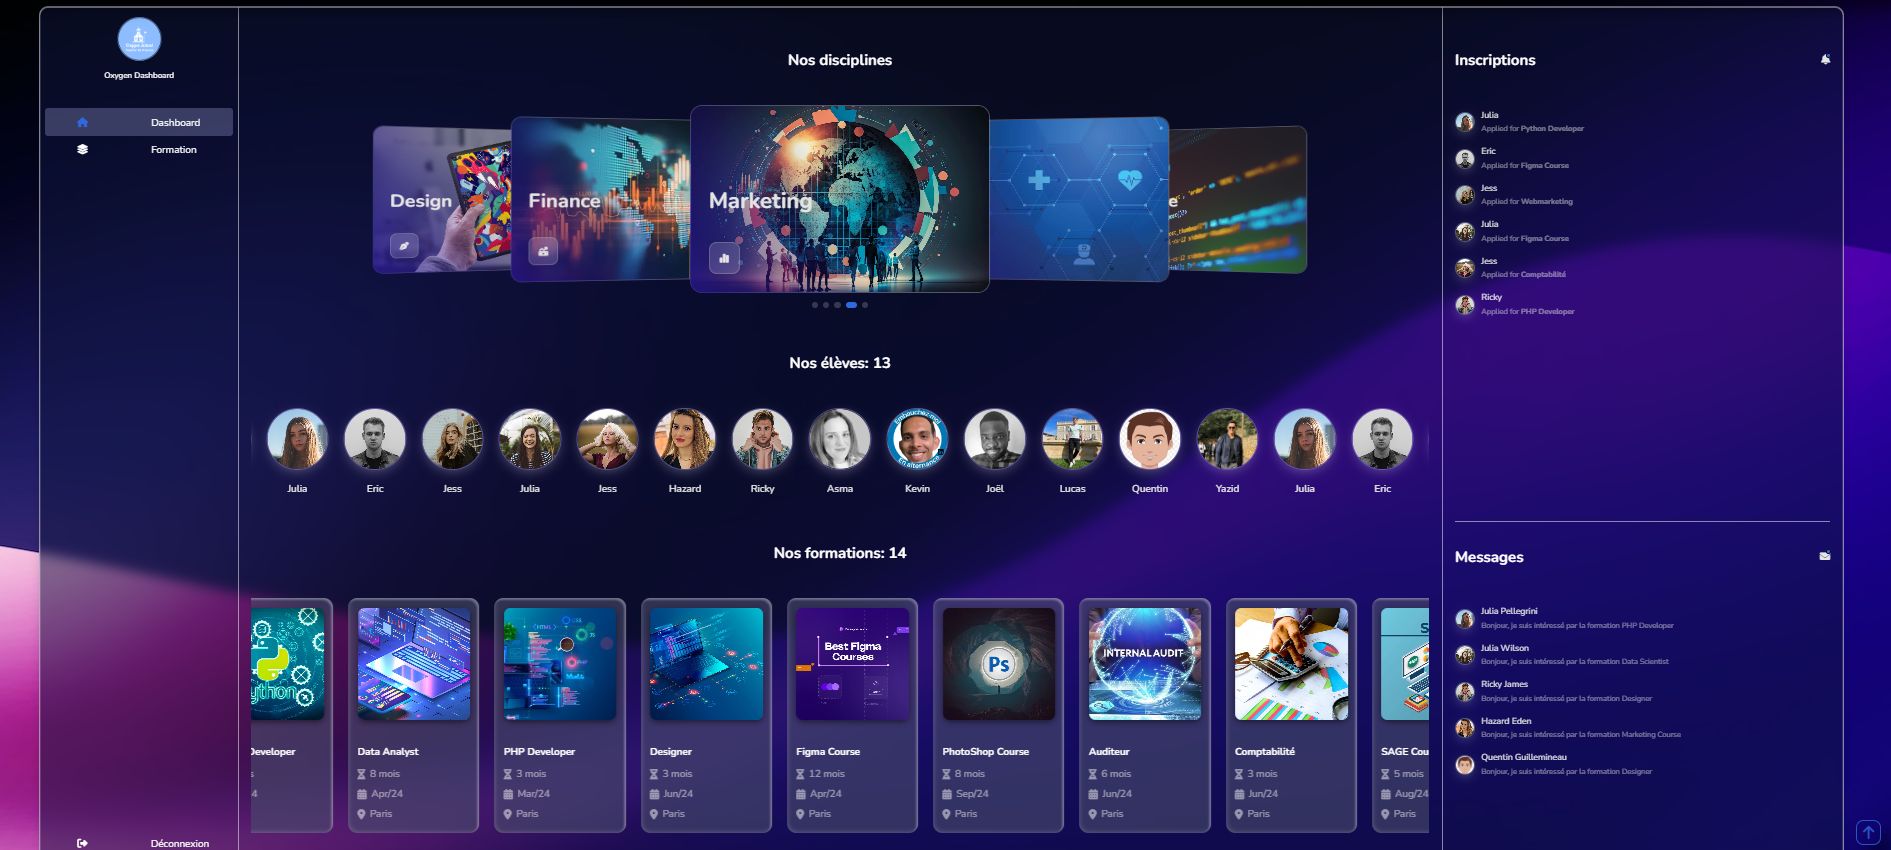 Oxygen Dashboard
Dashboard
Formation
Déconnexion
Nos disciplines
Design
Finance
Marketing
e
Nos élèves: 13
Julia
Eric
Jess
Julia
Jess
Hazard
Ricky
Asma
Kevin
Joël
Lucas
Quentin
Yazid
Julia
Eric
Nos formations: 14
Developer
s
4
Data Analyst
8 mois
Apr/24
Paris
PHP Developer
3 mois
Mar/24
Paris
Designer
3 mois
Jun/24
Paris
Best Figma
Courses
Figma Course
12 mois
Apr/24
Paris
Ps
PhotoShop Course
8 mois
Sep/24
Paris
INTERNAL AUDIT
Auditeur
6 mois
Jun/24
Paris
Comptabilité
3 mois
Jun/24
Paris
S
SAGE Cou
5 mois
Aug/24
Paris
Inscriptions
Julia
Applied for Python Developer
Eric
Applied for Figma Course
Jess
Applied for Webmarketing
Julia
Applied for Figma Course
Jess
Applied for Comptabilité
Ricky
Applied for PHP Developer
Messages
Julia Pellegrini
Bonjour, je suis intéressé par la formation PHP Developer
Julia Wilson
Bonjour, je suis intéressé par la formation Data Scientist
Ricky James
Bonjour, je suis intéressé par la formation Designer
Hazard Eden
Bonjour, je suis intéressé par la formation Marketing Course
Quentin Guillemineau
Bonjour, je suis intéressé par la formation Designer